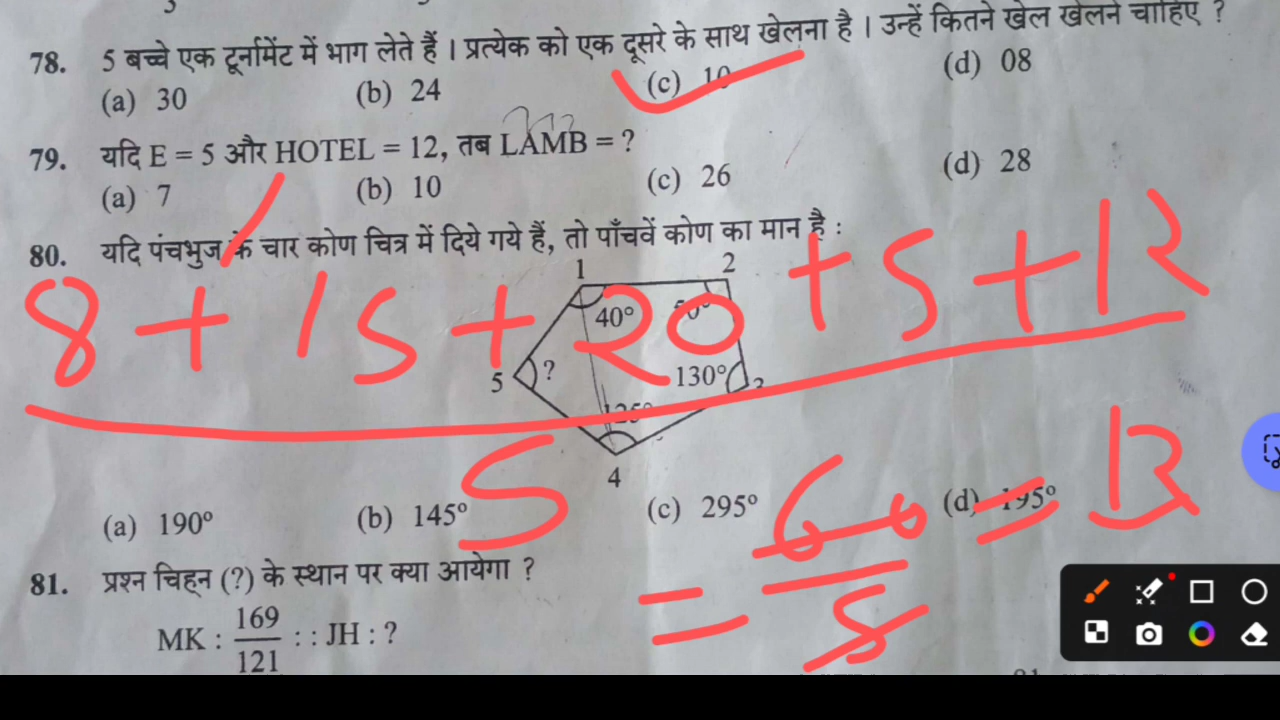 78. 5 बच्चे एक टूर्नामेंट में भाग लेते हैं । प्रत्येक को एक दूसरे के साथ खेलना है । उन्हें कितने खेल खेलने चाहिए ?
(a) 30 (b) 24 (c) 10 (d) 08
79. यदि E = 5 और HOTEL = 12, तब LAMB = ?
(a) 7 (b) 10 (c) 26 (d) 28
80. यदि पंचभुज के चार कोण चित्र में दिये गये हैं, तो पाँचवें कोण का मान है :
8 + 15 + 20 + 5 + 12
1 2
40°
5 ? 130°
125°
4
5
(a) 190° (b) 145° (c) 295° (d) 195°
= 60 / 5 = 12
81. प्रश्न चिह्न (?) के स्थान पर क्या आयेगा ?
MK : 169/121 : : JH : ?